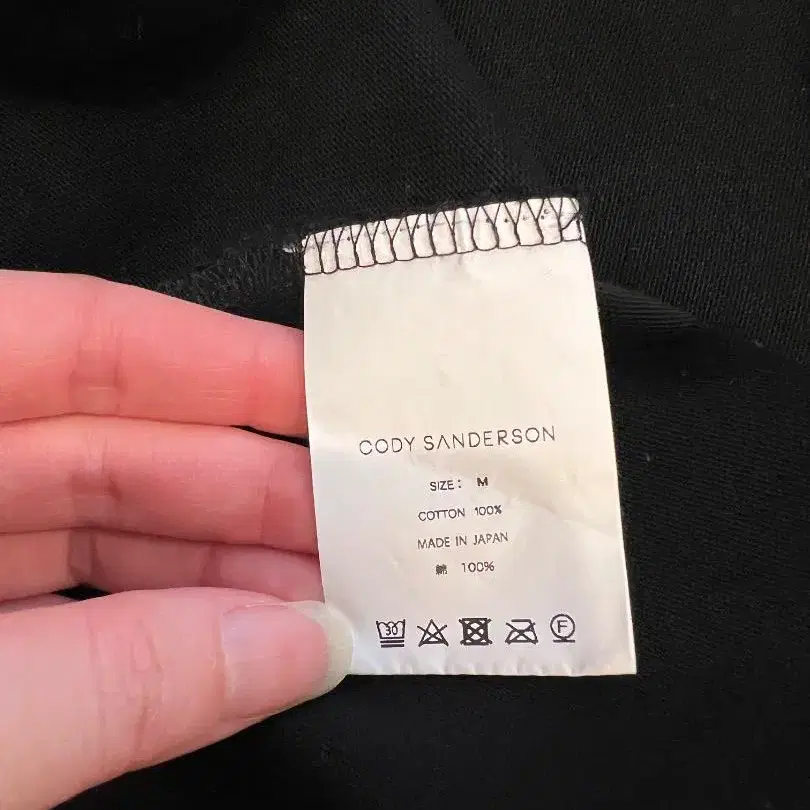 CODY SANDERSON
SIZE: M
COTTON 100%
MADE IN JAPAN
綿 100%
30 F